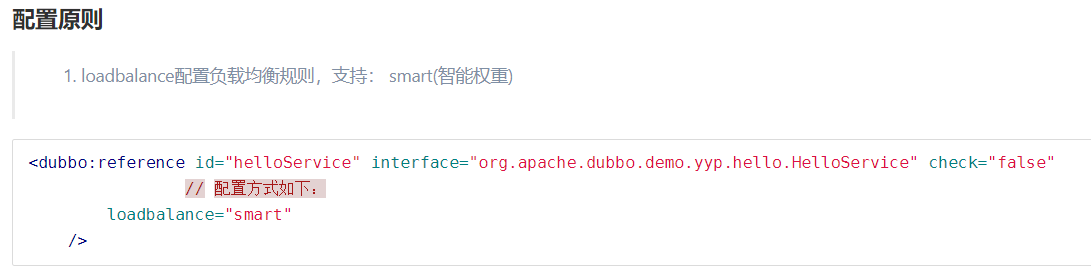 配置原则
1. loadbalance配置负载均衡规则，支持： smart(智能权重)
<dubbo:reference id="helloService" interface="org.apache.dubbo.demo.yyp.hello.HelloService" check="false"
// 配置方式如下：
loadbalance="smart"
/>